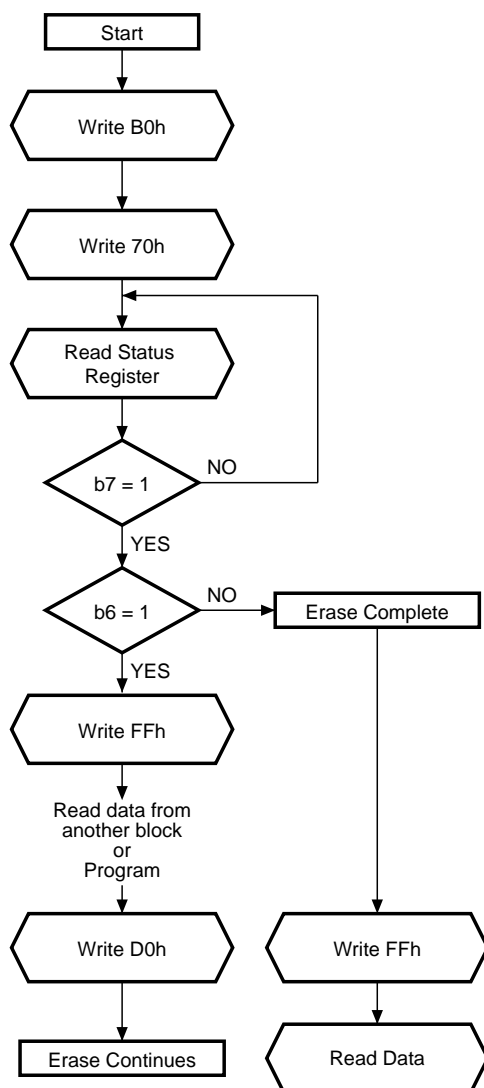 Start
Write B0h
Write 70h
Read Status
Register
NO
b7 = 1
YES
NO
b6 = 1
Erase Complete
YES
Write FFh
Read data from
another block
or
Program
Write D0h
Write FFh
Erase Continues
Read Data